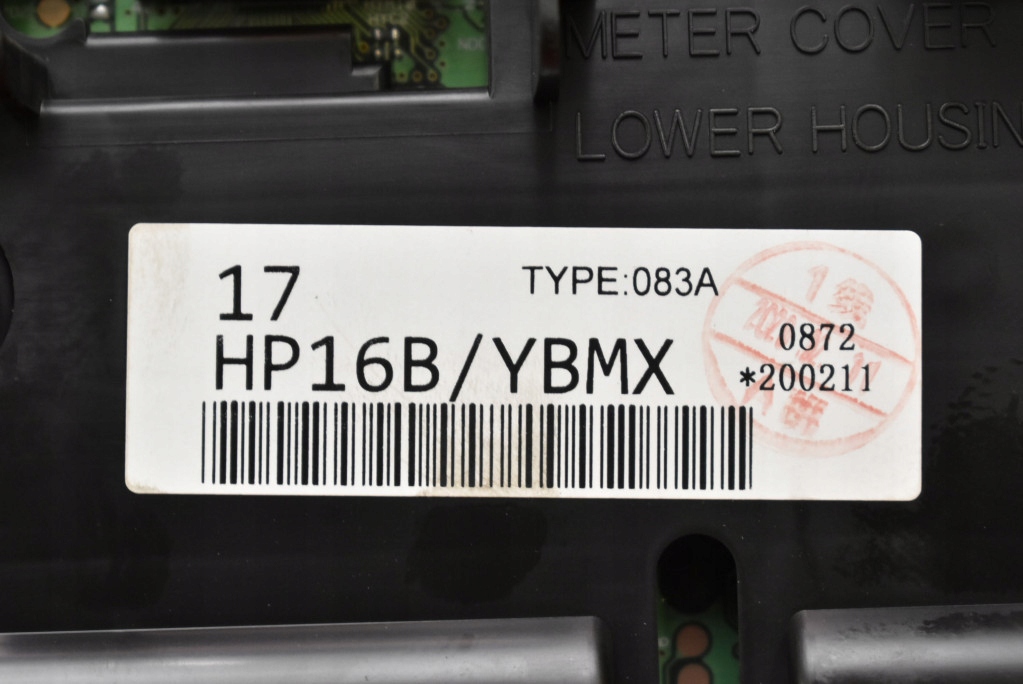 METER COVER
LOWER HOUSIN
17
TYPE:083A
HP16B/YBMX
0872
*200211